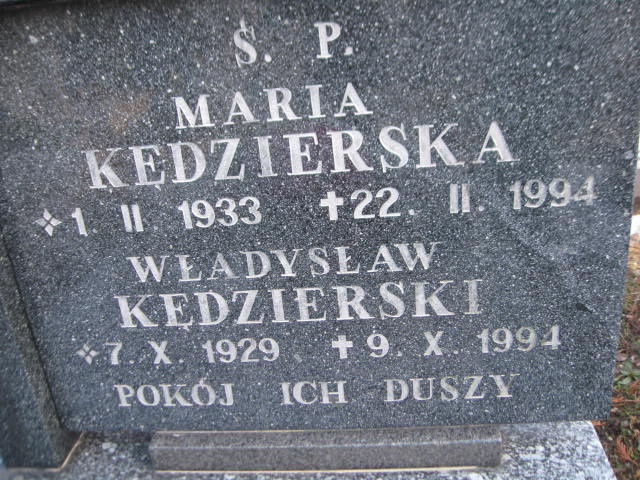 Ś. P.
MARIA
KĘDZIERSKA
1. II. 1933 ✝22. II. 1994
WŁADYSŁAW
KĘDZIERSKI
7. X. 1929 ✝9. X. 1994
POKÓJ ICH DUSZY